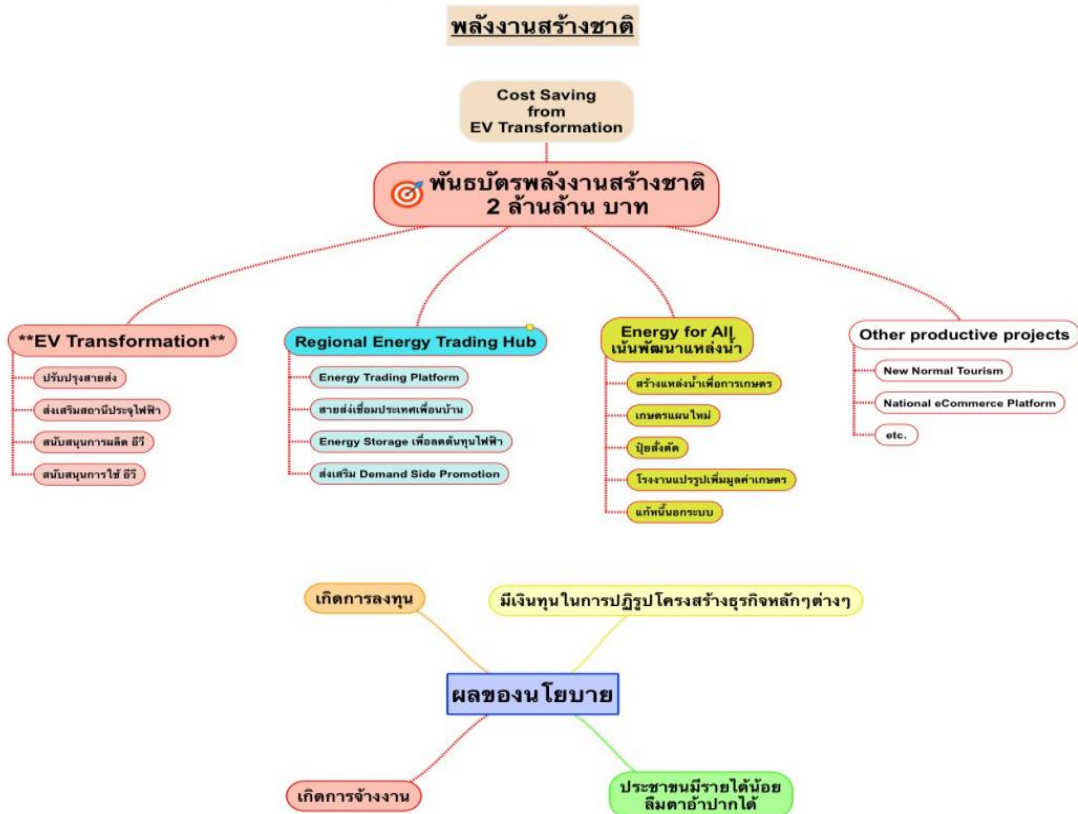 พลังงานสร้างชาติ
Cost Saving
from
EV Transformation
พันธบัตรพลังงานสร้างชาติ
2 ล้านล้าน บาท
**EV Transformation**
ปรับปรุงสายส่ง
ส่งเสริมสถานีประจุไฟฟ้า
สนับสนุนการผลิต อีวี
สนับสนุนการใช้ อีวี
Regional Energy Trading Hub
Energy Trading Platform
สายส่งเชื่อมประเทศเพื่อนบ้าน
Energy Storage เพื่อลดต้นทุนไฟฟ้า
ส่งเสริม Demand Side Promotion
Energy for All
เน้นพัฒนาแหล่งน้ำ
สร้างแหล่งน้ำเพื่อการเกษตร
เกษตรแผนใหม่
ปุ๋ยสั่งตัด
โรงงานแปรรูปเพิ่มมูลค่าเกษตร
แก้หนี้นอกระบบ
Other productive projects
New Normal Tourism
National eCommerce Platform
etc.
เกิดการลงทุน
มีเงินทุนในการปฏิรูปโครงสร้างธุรกิจหลักๆต่างๆ
ผลของนโยบาย
เกิดการจ้างงาน
ประชาชนมีรายได้น้อย
ลืมตาอ้าปากได้